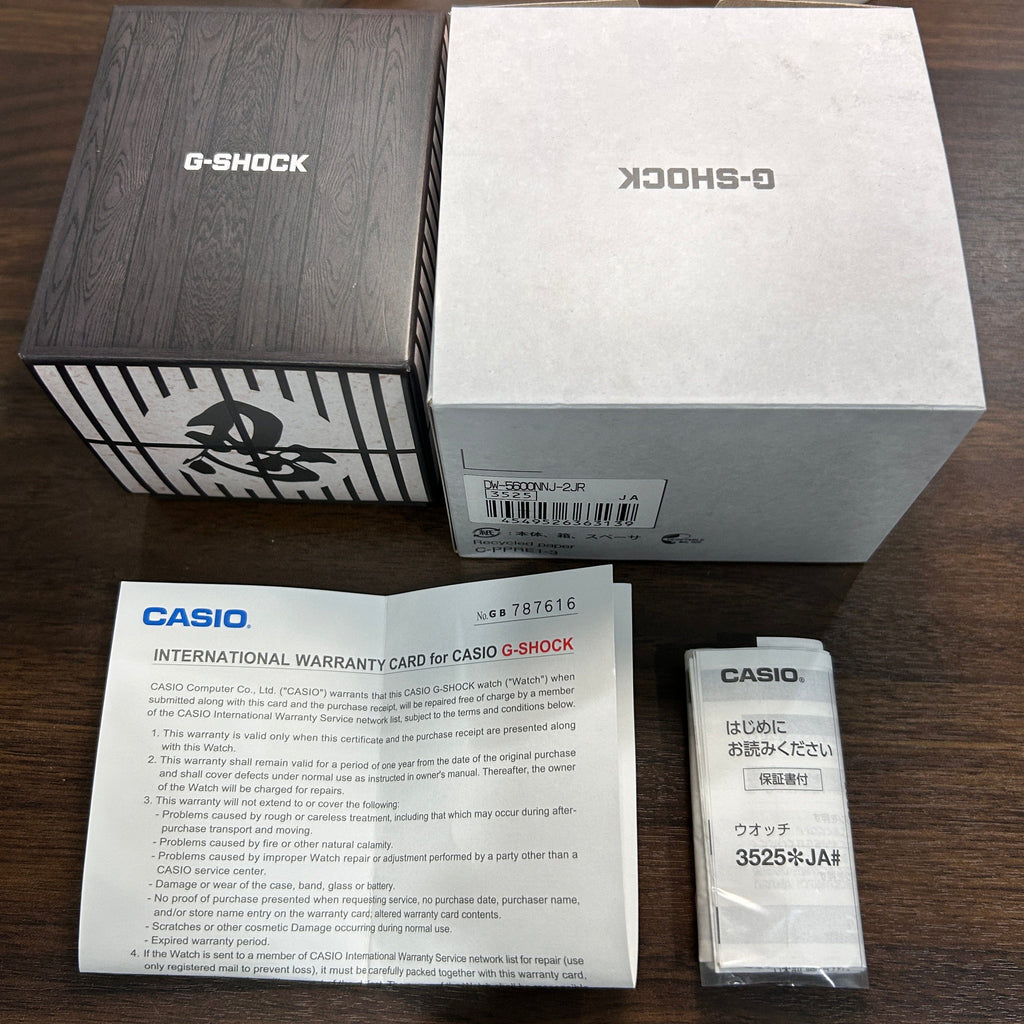 G-SHOCK
忍
G-SHOCK
DW-5600NNJ-2JR
3525 JA
4549526363139
紙 : 本体、箱、スペーサ
Recycled paper
C-PPRE1-3
CASIO®
No.GB 787616
INTERNATIONAL WARRANTY CARD for CASIO G-SHOCK
CASIO Computer Co., Ltd. ("CASIO") warrants that this CASIO G-SHOCK watch ("Watch") when
submitted along with this card and the purchase receipt, will be repaired free of charge by a member
of the CASIO International Warranty Service network list, subject to the terms and conditions below.
1. This warranty is valid only when this certificate and the purchase receipt are presented along
with this Watch.
2. This warranty shall remain valid for a period of one year from the date of the original purchase
and shall cover defects under normal use as instructed in owner's manual. Thereafter, the owner
of the Watch will be charged for repairs.
3. This warranty will not extend to or cover the following:
- Problems caused by rough or careless treatment, including that which may occur during after-
purchase transport and moving.
- Problems caused by fire or other natural calamity.
- Problems caused by improper Watch repair or adjustment performed by a party other than a
CASIO service center.
- Damage or wear of the case, band, glass or battery.
- No proof of purchase presented when requesting service, no purchase date, purchaser name,
and/or store name entry on the warranty card; altered warranty card contents.
- Scratches or other cosmetic Damage occurring during normal use.
- Expired warranty period.
4. If the Watch is sent to a member of CASIO International Warranty Service network list for repair (use
only registered mail to prevent loss), it must be carefully packed together with this warranty card,
CASIO®
はじめに
お読みください
保証書付
ウオッチ
3525*JA#